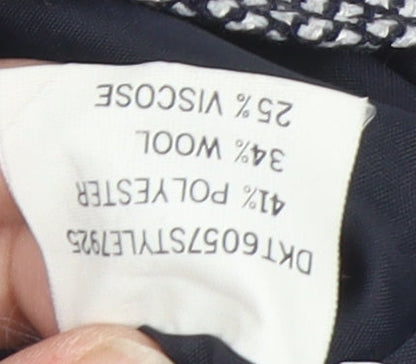 DKT6057STYLE7925
41% POLYESTER
34% WOOL
25% VISCOSE